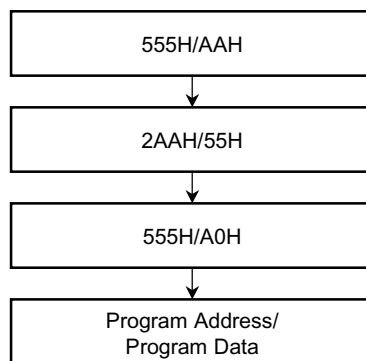 555H/AAH
2AAH/55H
555H/A0H
Program Address/
Program Data